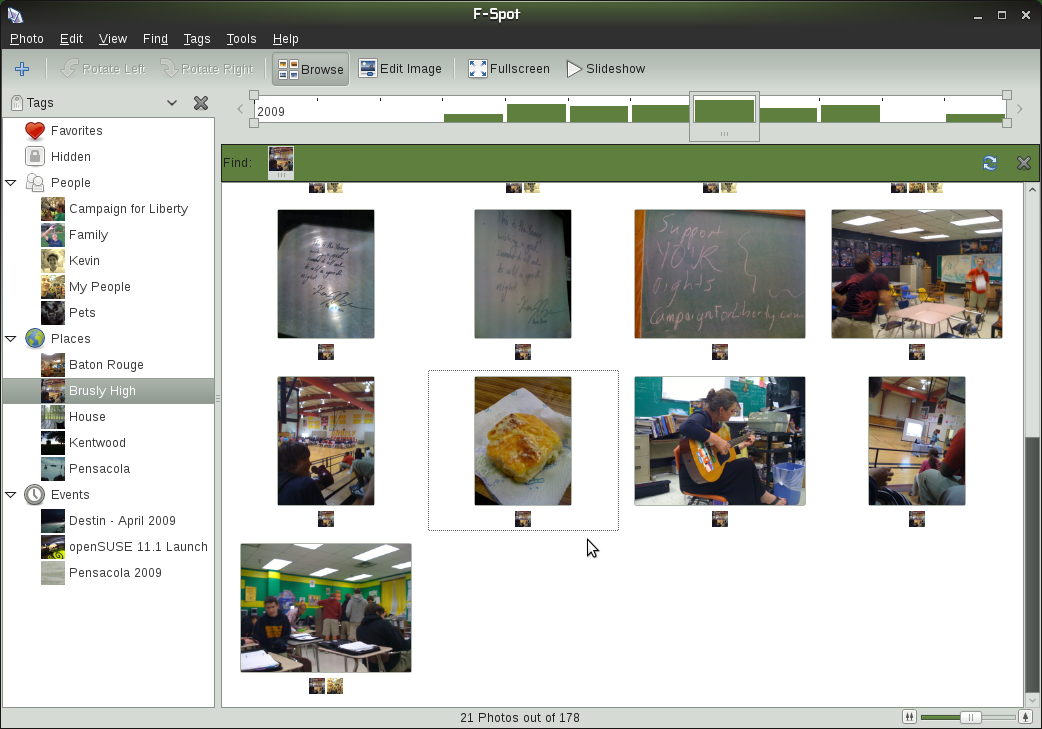 F-Spot
Photo Edit View Find Tags Tools Help
Rotate Left Rotate Right Browse Edit Image Fullscreen Slideshow
Tags
2009
Find:
Favorites
Hidden
People
Campaign for Liberty
Family
Kevin
My People
Pets
Places
Baton Rouge
Brusly High
House
Kentwood
Pensacola
Events
Destin - April 2009
openSUSE 11.1 Launch
Pensacola 2009
Support
YOUR
rights
CampaignForLiberty.com
21 Photos out of 178